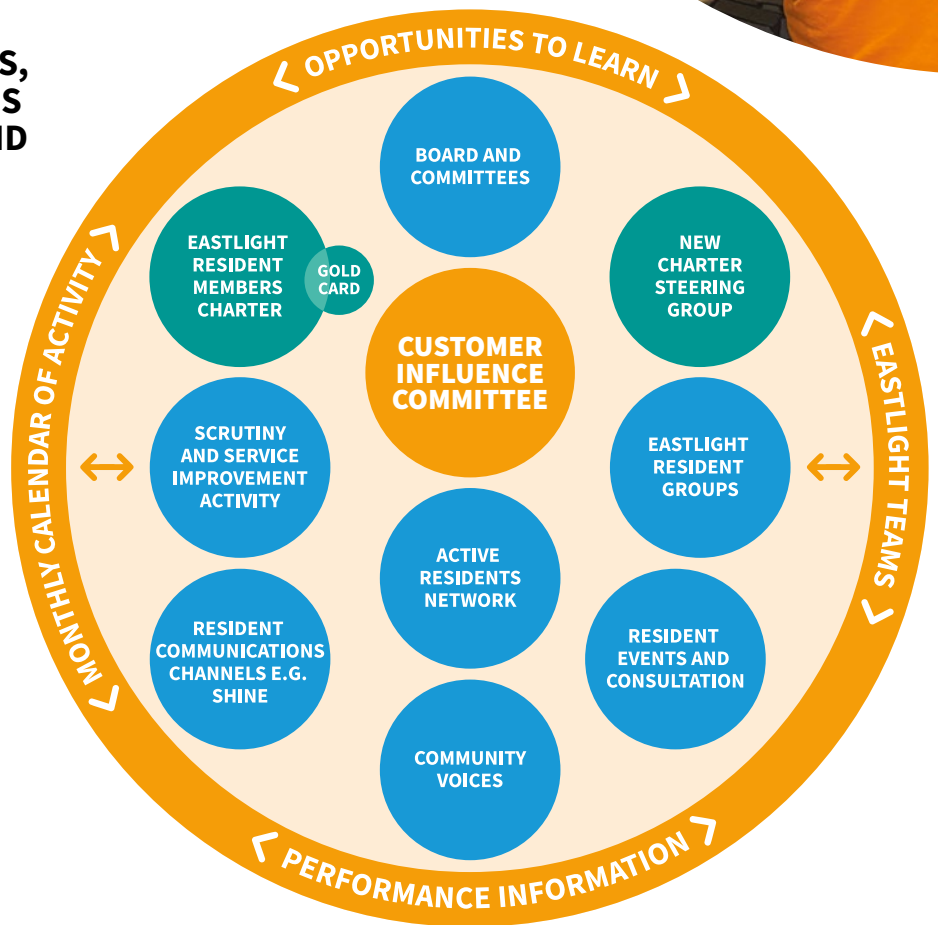 S,
S
ID
OPPORTUNITIES TO LEARN
BOARD AND
COMMITTEES
EASTLIGHT
RESIDENT
MEMBERS
CHARTER
GOLD
CARD
NEW
CHARTER
STEERING
GROUP
CUSTOMER
INFLUENCE
COMMITTEE
MONTHLY CALENDAR OF ACTIVITY
EASTLIGHT TEAMS
SCRUTINY
AND SERVICE
IMPROVEMENT
ACTIVITY
EASTLIGHT
RESIDENT
GROUPS
ACTIVE
RESIDENTS
NETWORK
RESIDENT
COMMUNICATIONS
CHANNELS E.G.
SHINE
RESIDENT
EVENTS AND
CONSULTATION
COMMUNITY
VOICES
PERFORMANCE INFORMATION